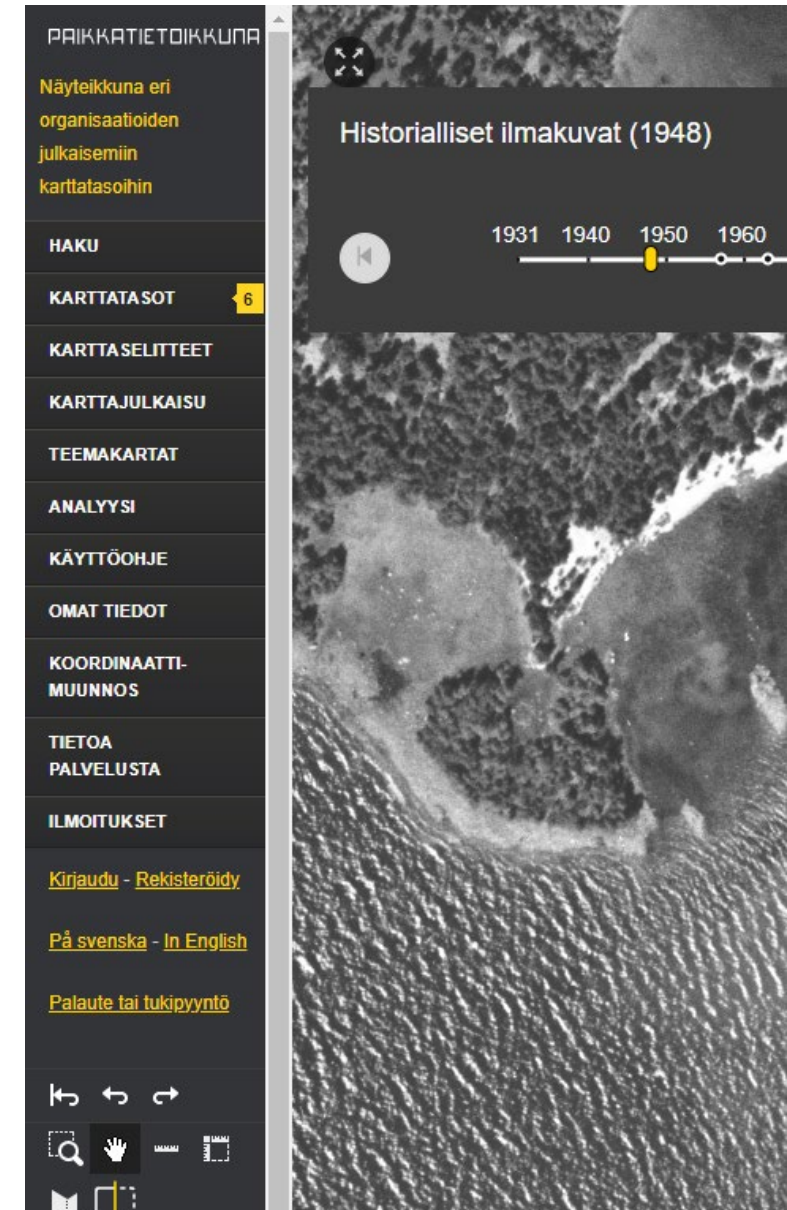 PAIKKATIETOIKKUNA
Näyteikkuna eri
organisaatioiden
julkaisemiin
karttatasoihin
HAKU
KARTTATASOT 6
KARTTASELITTEET
KARTTAJULKAISU
TEEMAKARTAT
ANALYYSI
KÄYTTÖOHJE
OMAT TIEDOT
KOORDINAATTI-
MUUNNOS
TIETOA
PALVELUSTA
ILMOITUKSET
Kirjaudu - Rekisteröidy
På svenska - In English
Palaute tai tukipyyntö
Historialliset ilmakuvat (1948)
1931 1940 1950 1960